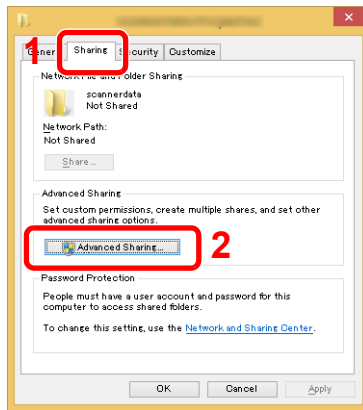 1
Sharing
Security
Customize
Network File and Folder Sharing
scannerdata
Not Shared
Network Path:
Not Shared
Share...
Advanced Sharing
Set custom permissions, create multiple shares, and set other
advanced sharing options.
Advanced Sharing...
2
Password Protection
People must have a user account and password for this
computer to access shared folders.
To change this setting, use the Network and Sharing Center.
OK
Cancel
Apply